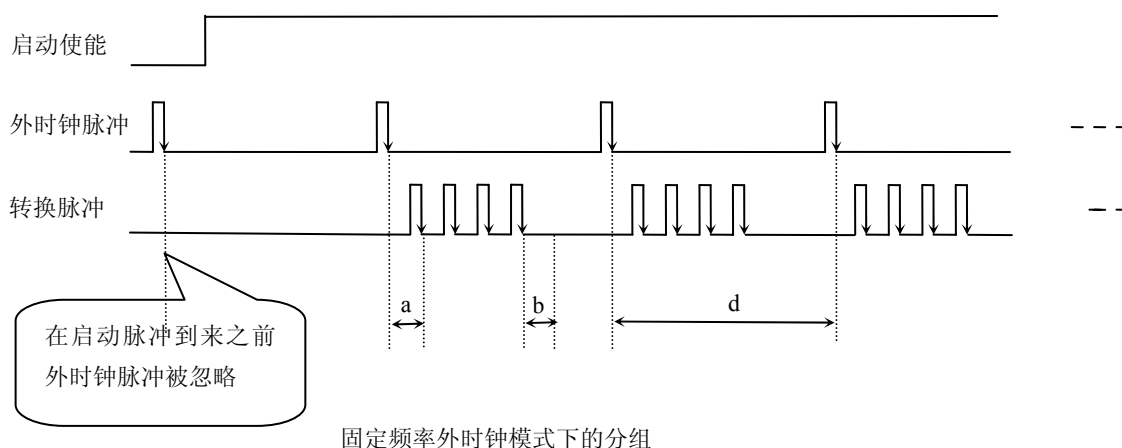 启动使能
外时钟脉冲
转换脉冲
a
b
d
在启动脉冲到来之前
外时钟脉冲被忽略
固定频率外时钟模式下的分组